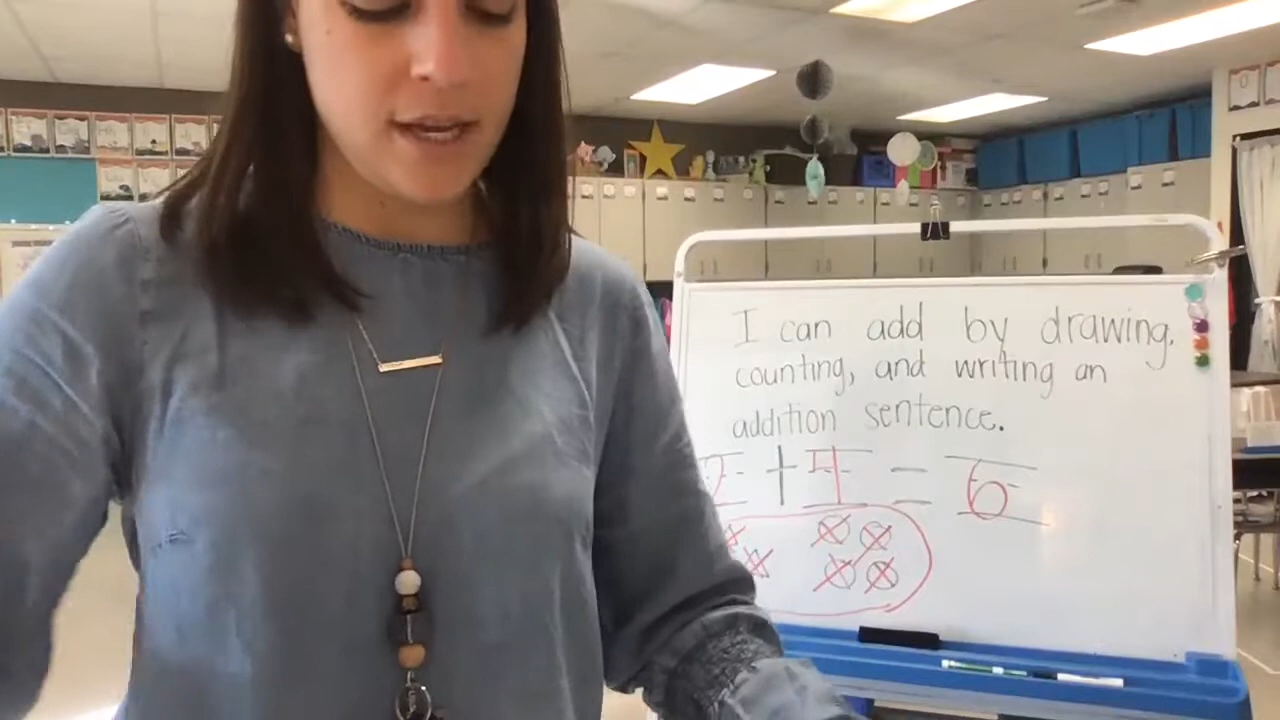 I can add by drawing,
counting, and writing an
addition sentence.
2 + 4 = 6